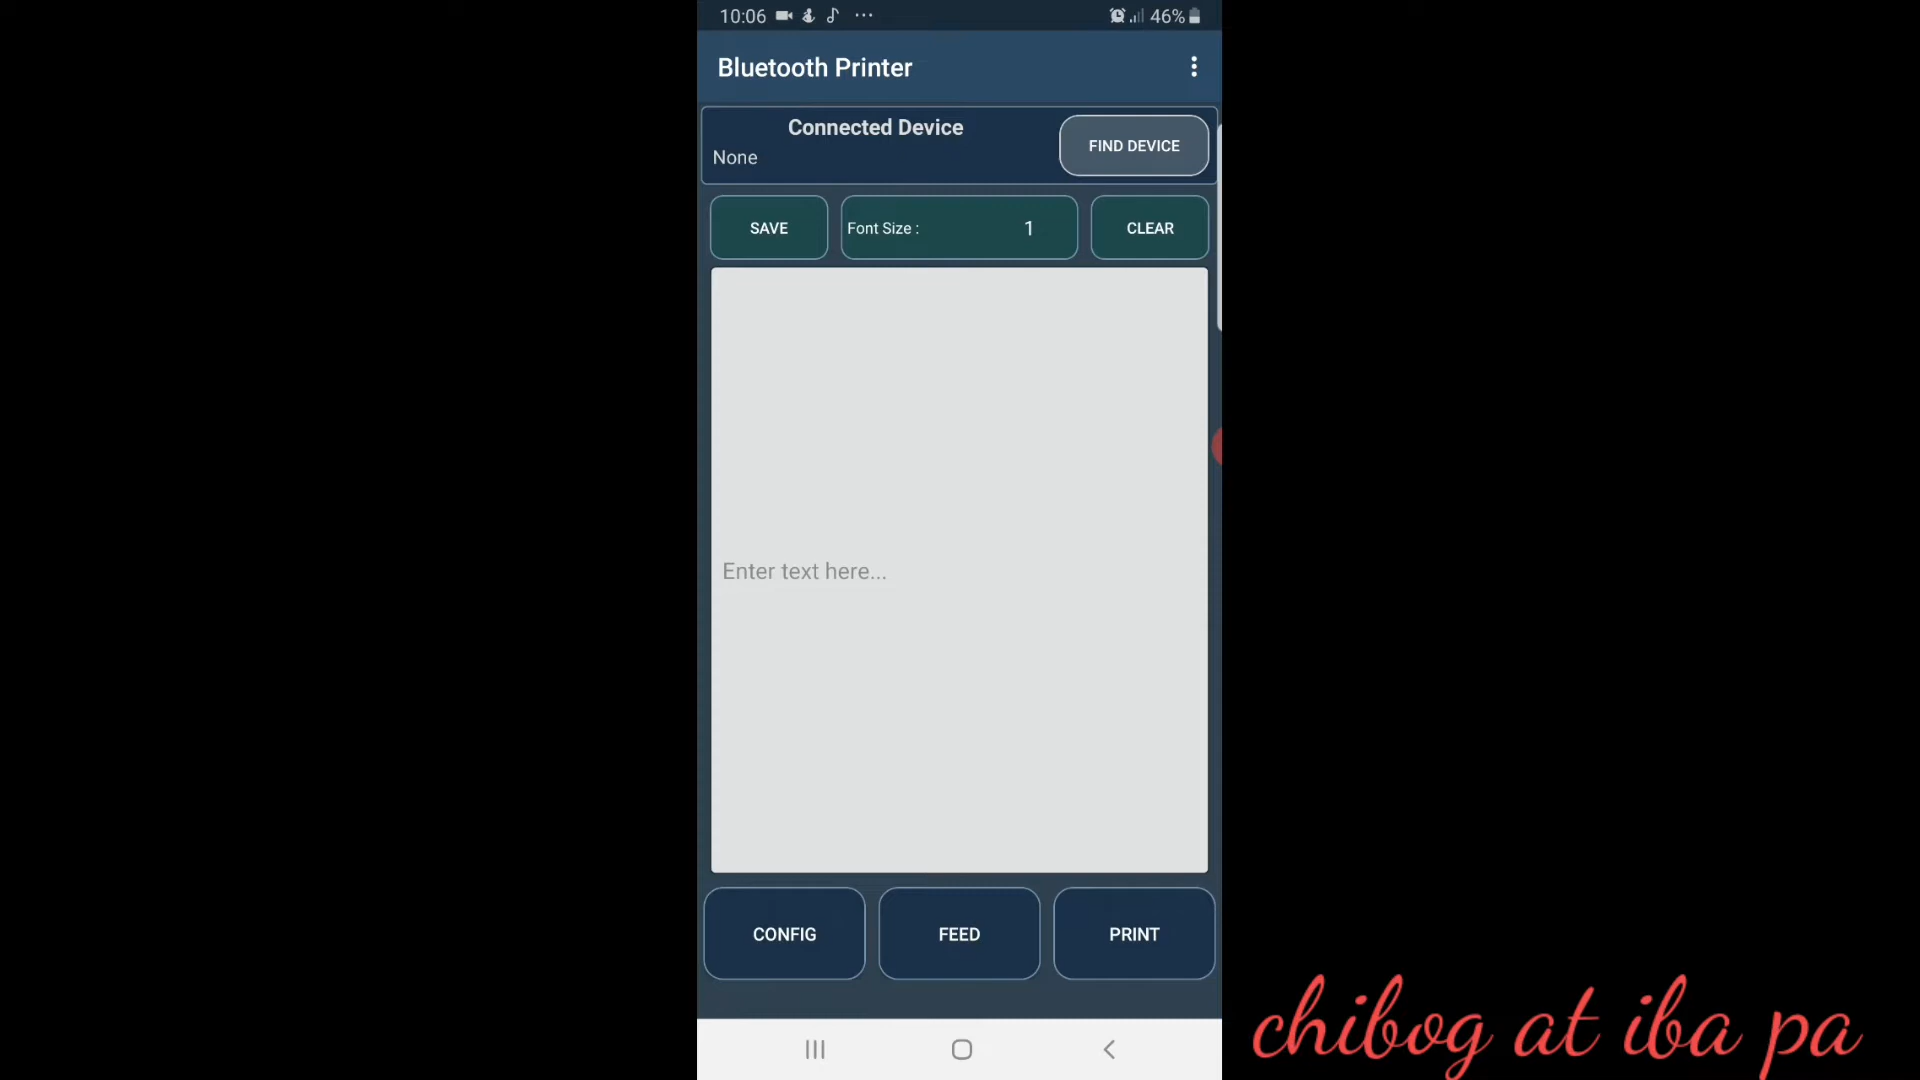 10:06 46%
Bluetooth Printer
Connected Device
None
FIND DEVICE
SAVE
Font Size : 1
CLEAR
Enter text here...
CONFIG
FEED
PRINT
chibog at iba pa